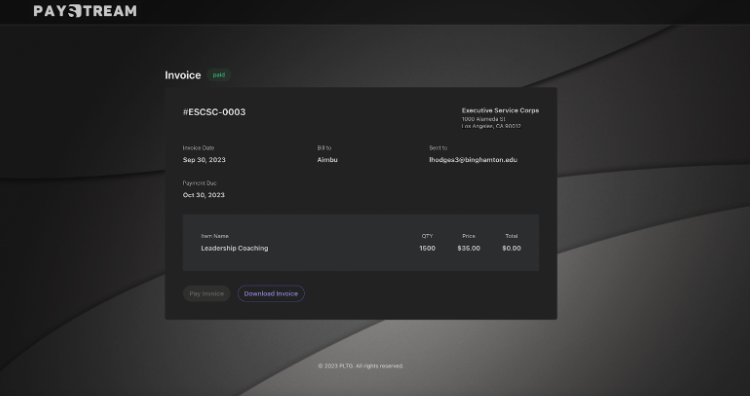 PAYSTREAM
Invoice paid
#ESCSC-0003
Executive Service Corps
1000 Alameda St
Los Angeles, CA 90012
Invoice Date
Bill to
Sent to
Sep 30, 2023
Aimbu
lhodges3@binghamton.edu
Payment Due
Oct 30, 2023
Item Name QTY Price Total
Leadership Coaching 1500 $35.00 $0.00
Pay Invoice Download Invoice
© 2023 PLTG. All rights reserved.